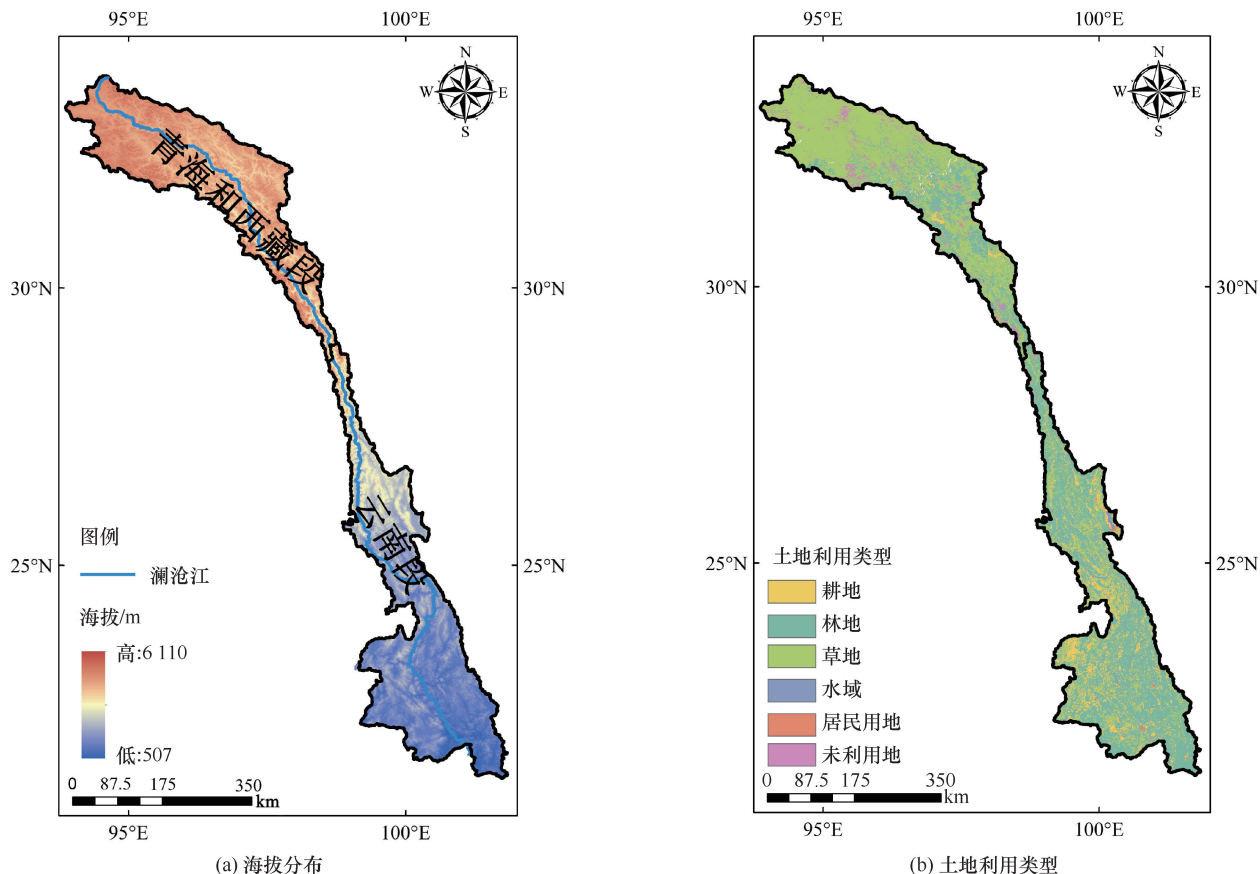 95°E 100°E
N
W E
S
青海和西藏段
30°N 30°N
云南段
图例
澜沧江
25°N 25°N
海拔/m
高:6 110
低:507
0 87.5 175 350
km
95°E 100°E
(a) 海拔分布
95°E 100°E
N
W E
S
30°N 30°N
25°N 25°N
土地利用类型
耕地
林地
草地
水域
居民用地
未利用地
0 87.5 175 350
km
95°E 100°E
(b) 土地利用类型